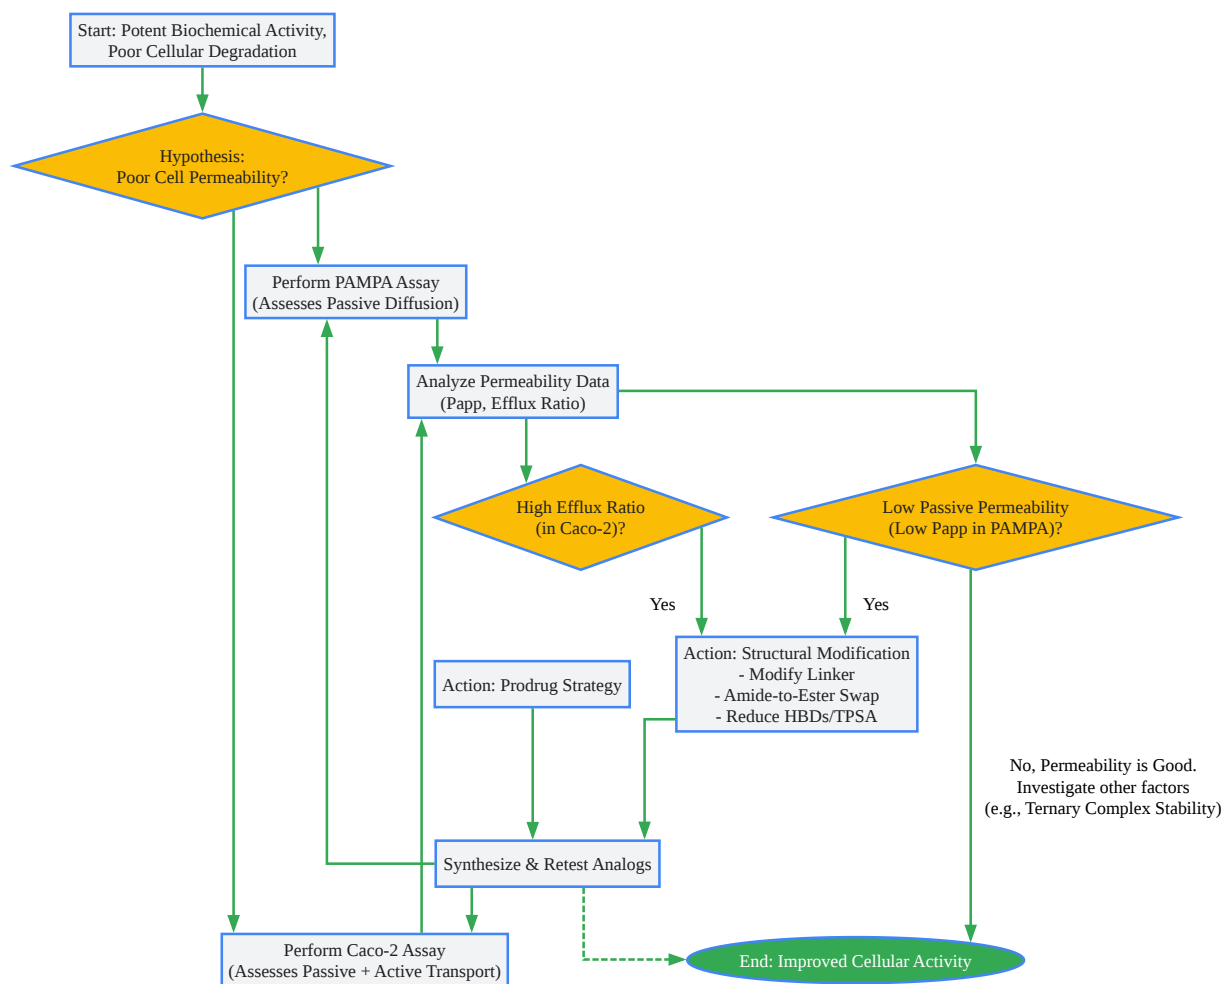 Start: Potent Biochemical Activity,
Poor Cellular Degradation
Hypothesis:
Poor Cell Permeability?
Perform PAMPA Assay
(Assesses Passive Diffusion)
Analyze Permeability Data
(Papp, Efflux Ratio)
High Efflux Ratio
(in Caco-2)?
Low Passive Permeability
(Low Papp in PAMPA)?
Yes
Yes
Action: Structural Modification
- Modify Linker
- Amide-to-Ester Swap
- Reduce HBDs/TPSA
Action: Prodrug Strategy
No, Permeability is Good.
Investigate other factors
(e.g., Ternary Complex Stability)
Synthesize & Retest Analogs
Perform Caco-2 Assay
(Assesses Passive + Active Transport)
End: Improved Cellular Activity